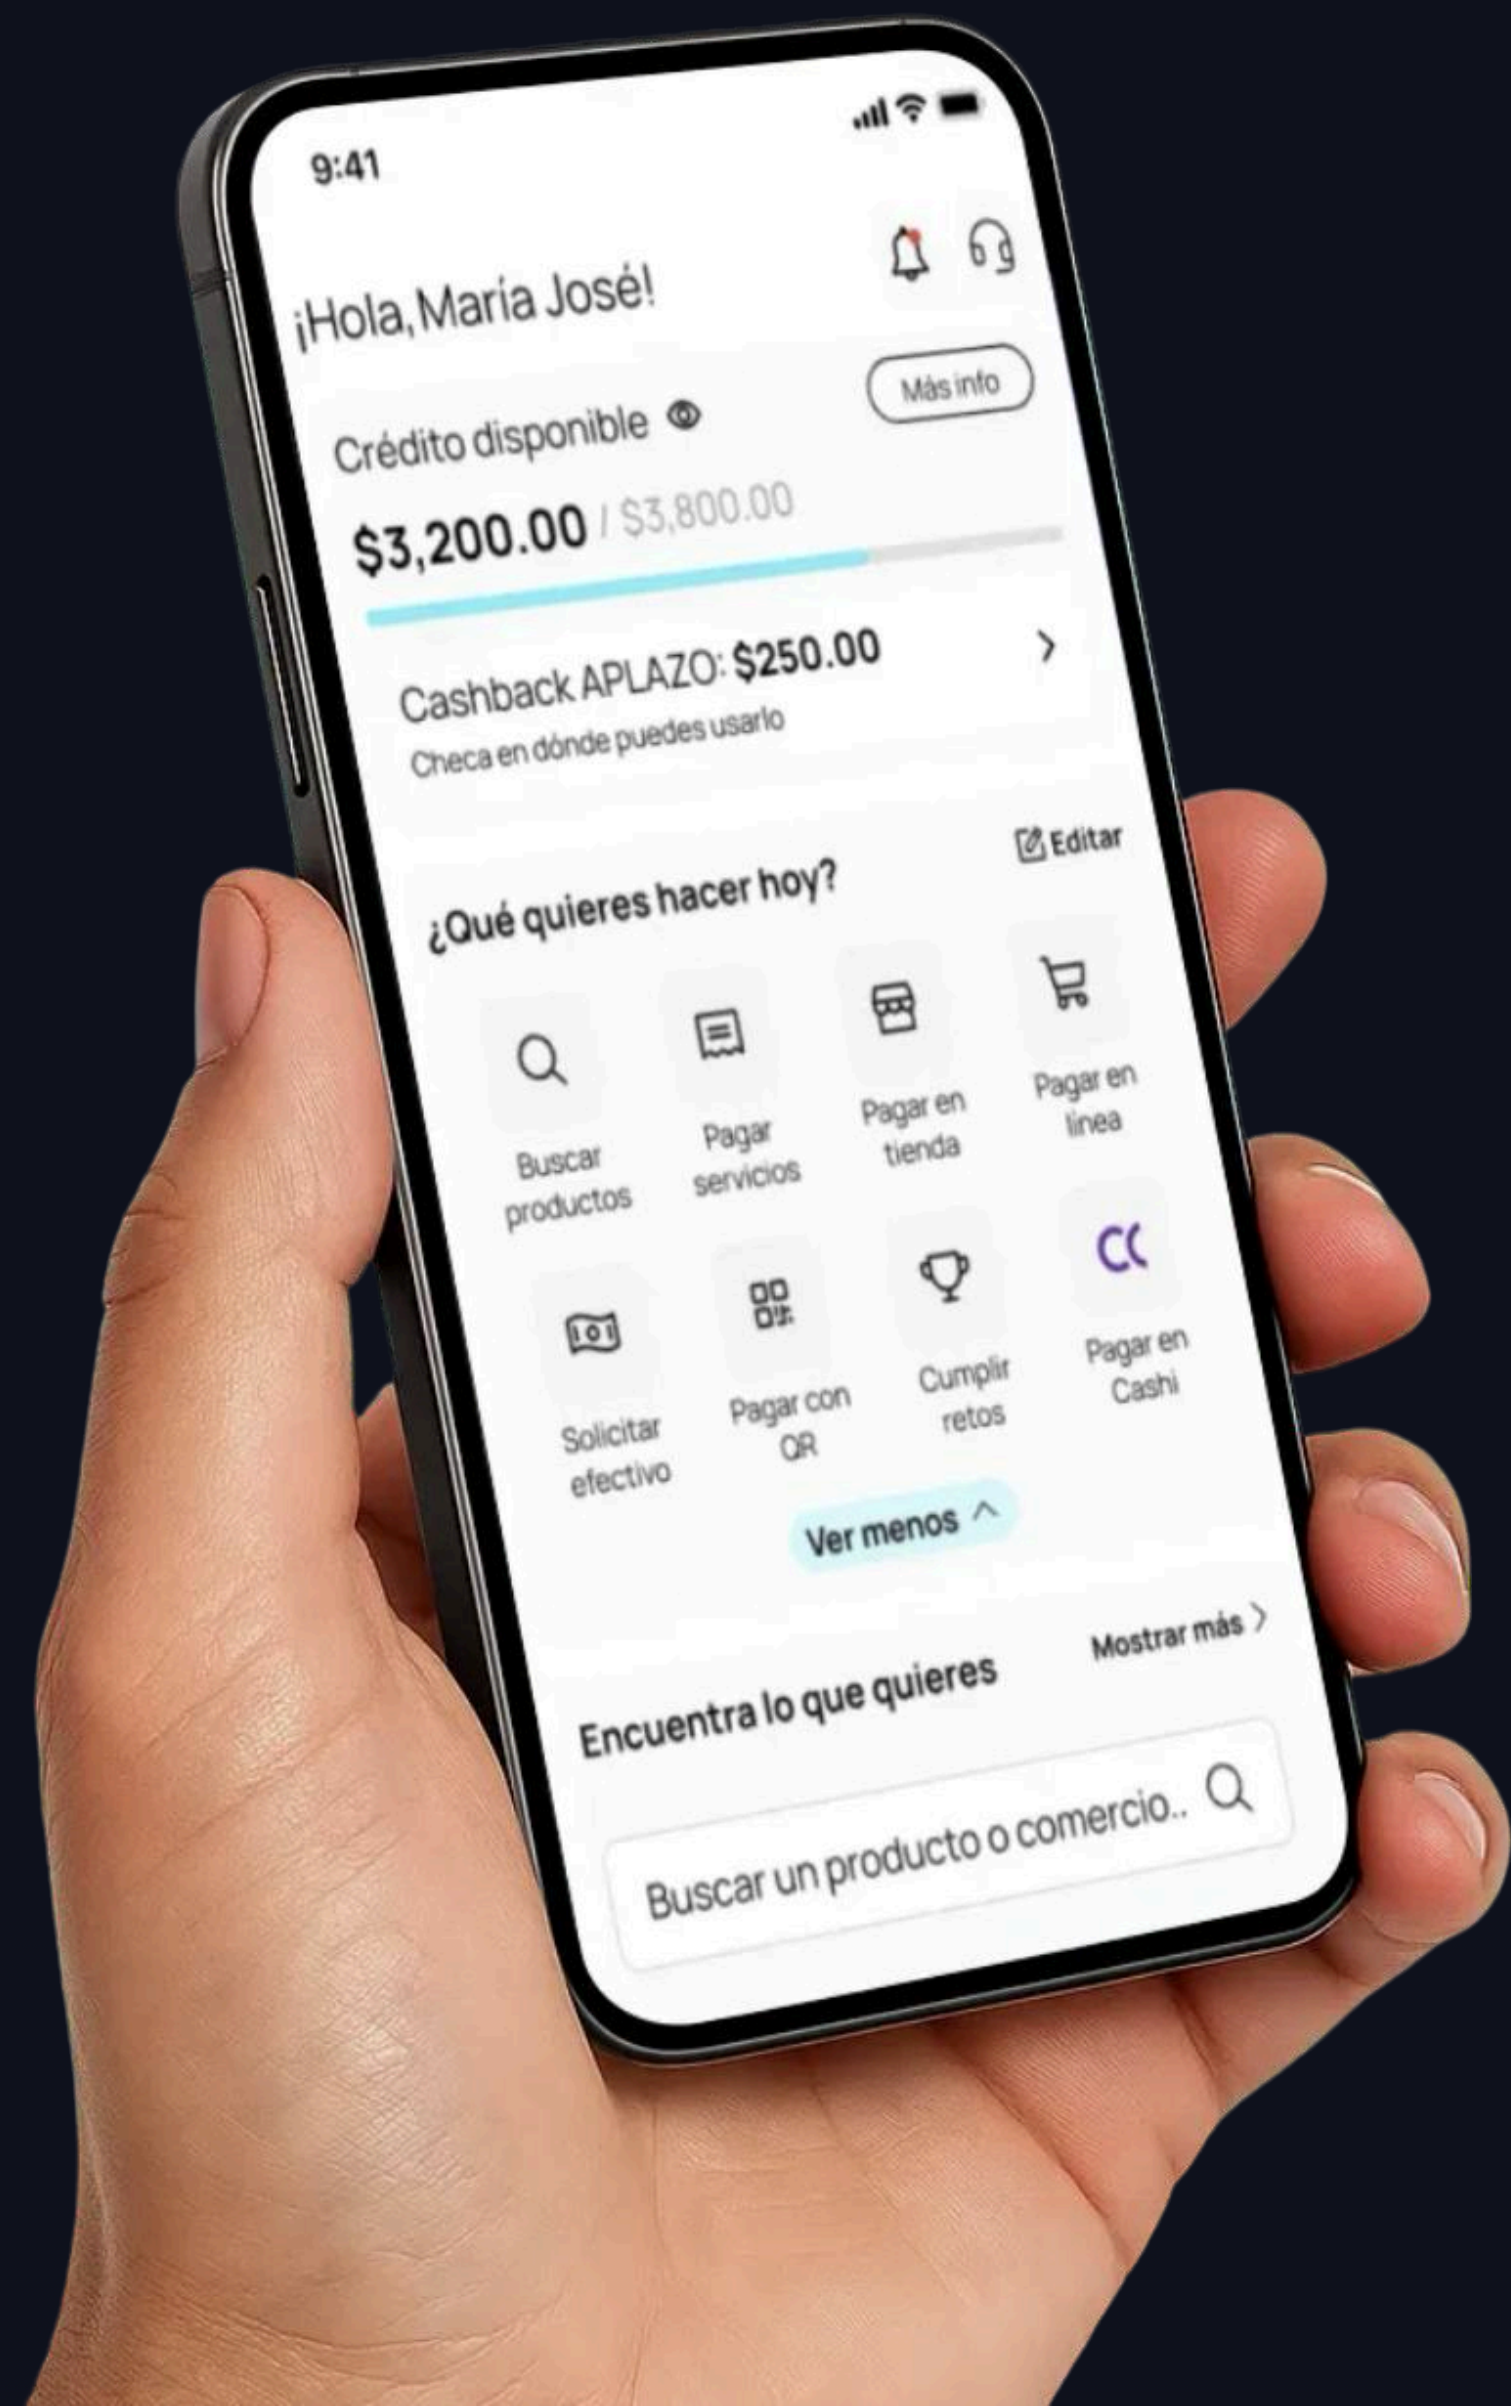 9:41
¡Hola, María José!
Más info
Crédito disponible
$3,200.00 / $3,800.00
Cashback APLAZO: $250.00
Checa en dónde puedes usarlo
¿Qué quieres hacer hoy?
Editar
Buscar
productos
Pagar
servicios
Pagar en
tienda
Pagar en
línea
Solicitar
efectivo
Pagar con
QR
Cumplir
retos
Pagar en
Cashi
Ver menos
Encuentra lo que quieres
Mostrar más
Buscar un producto o comercio..